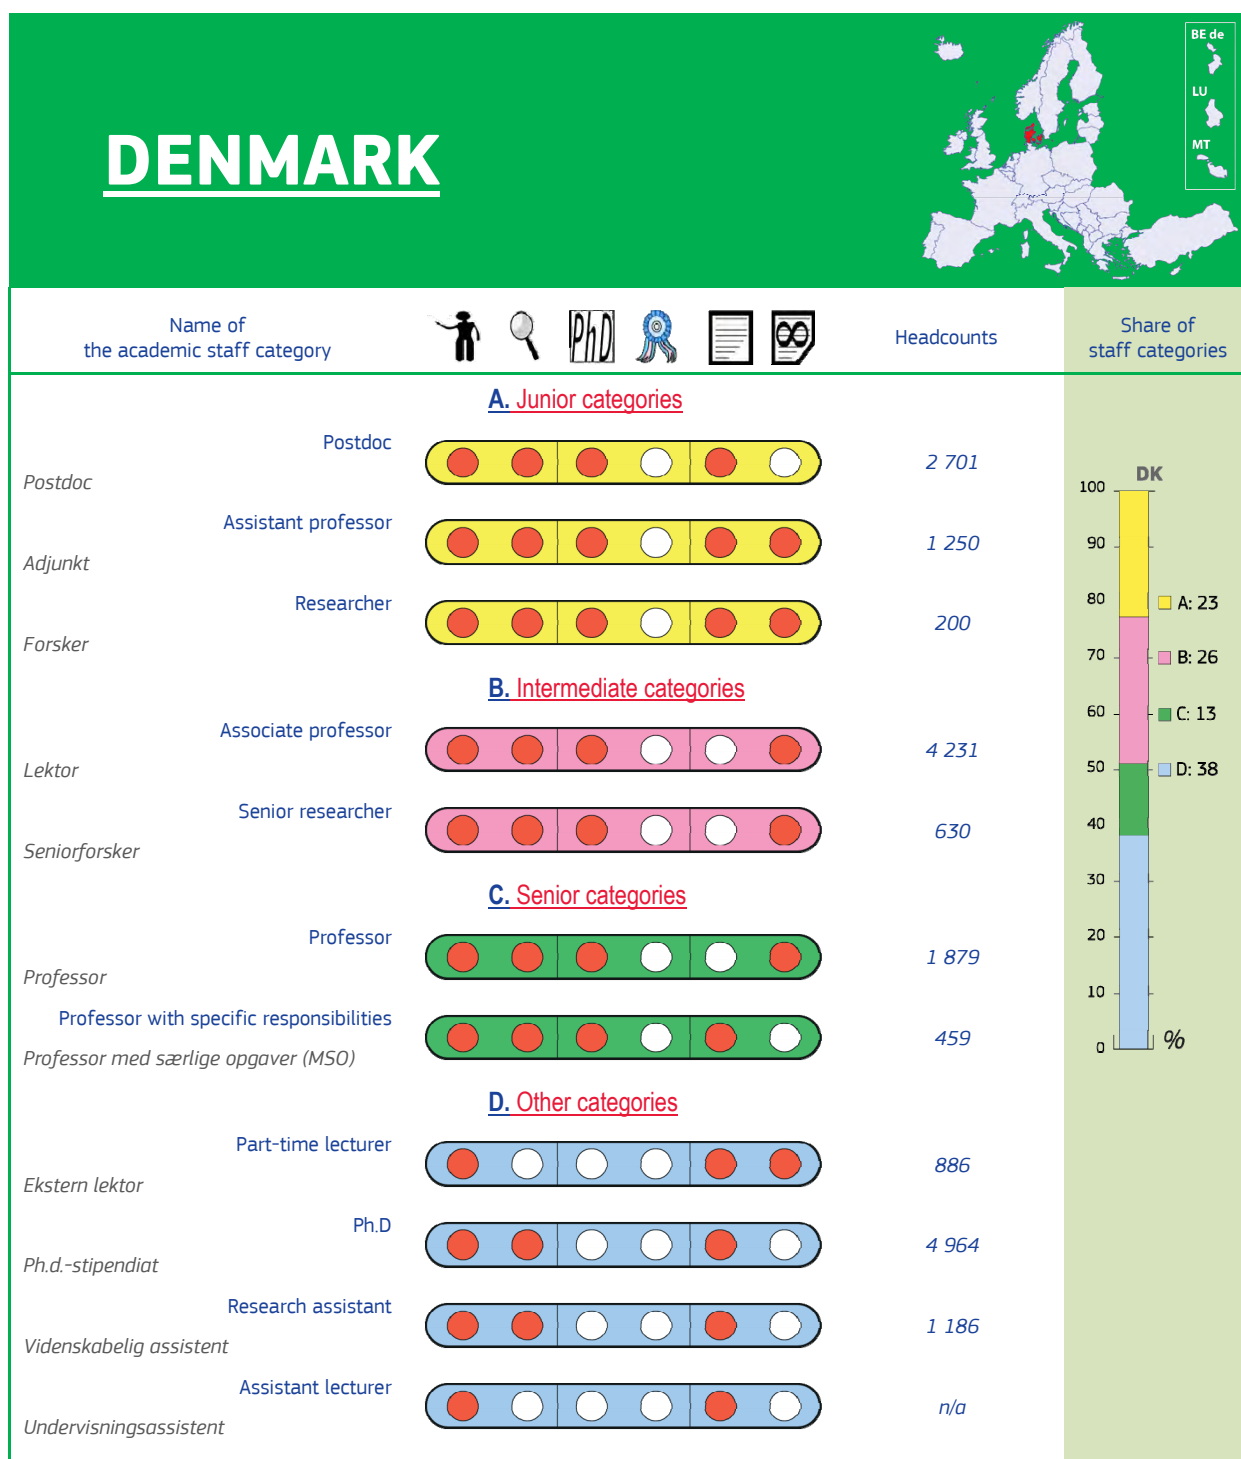 BE de
LU
MT
DENMARK
Name of
the academic staff category
PhD
∞
Headcounts
Share of
staff categories
A. Junior categories
Postdoc
Postdoc
2 701
Assistant professor
Adjunkt
1 250
Researcher
Forsker
200
B. Intermediate categories
Associate professor
Lektor
4 231
Senior researcher
Seniorforsker
630
C. Senior categories
Professor
Professor
1 879
Professor with specific responsibilities
Professor med særlige opgaver (MSO)
459
D. Other categories
Part-time lecturer
Ekstern lektor
886
Ph.D
Ph.d.-stipendiat
4 964
Research assistant
Videnskabelig assistent
1 186
Assistant lecturer
Undervisningsassistent
n/a
DK
100
90
80
70
60
50
40
30
20
10
0
%
A: 23
B: 26
C: 13
D: 38